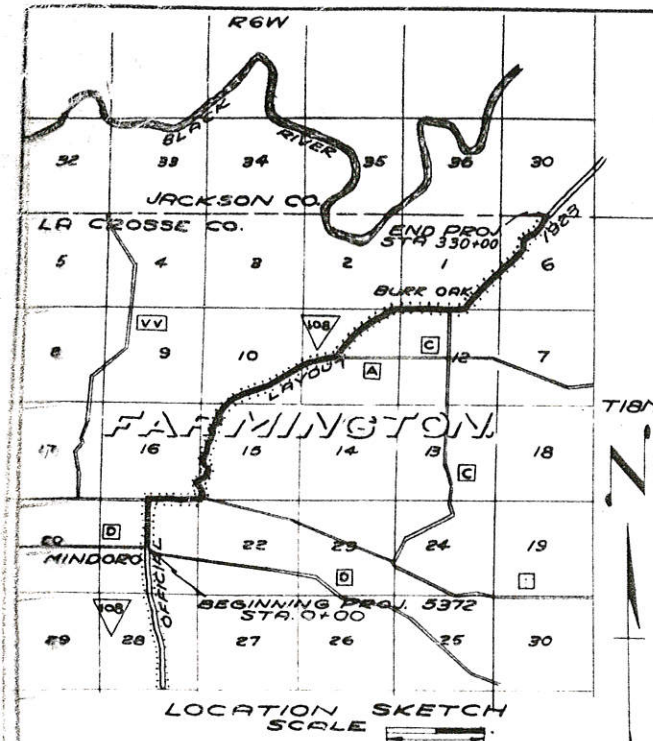 R6W
BLACK RIVER
32 33 34 35 36 30
JACKSON CO.
LA CROSSE CO.
END PROJ.
STA 330+00
1923
5 4 3 2 1 6
BURR OAK
VV
108
C
8 9 10 12 7
A
LAYOUT
FARMINGTON
T18N
17 16 15 14 13 18
C
N
D
20 22 23 24 19
MINDORO
D
OFFICIAL
BEGINNING PROJ. 5372
STA. 0+00
108
29 28 27 26 25 30
LOCATION SKETCH
SCALE